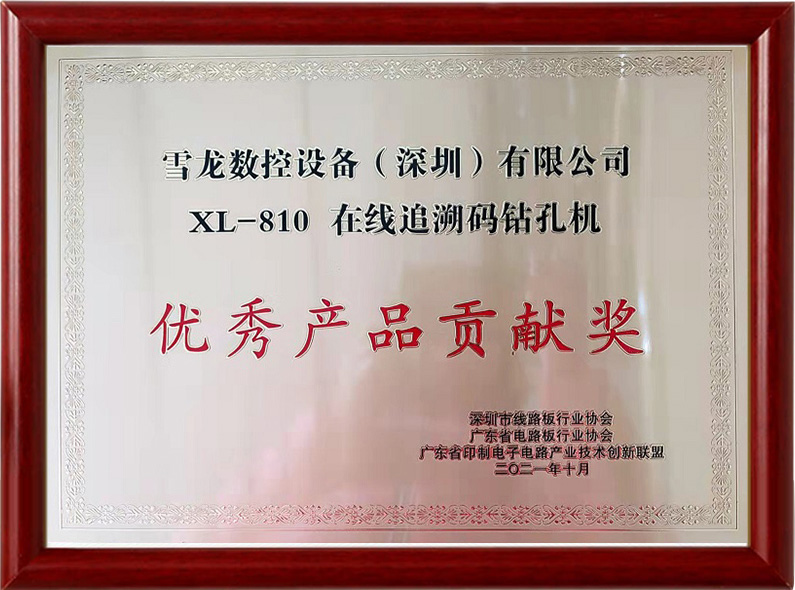 雪龙数控设备（深圳）有限公司
XL-810 在线追溯码钻孔机
优秀产品贡献奖
深圳市线路板行业协会
广东省电路板行业协会
广东省印制电子电路产业技术创新联盟
二〇二一年十月